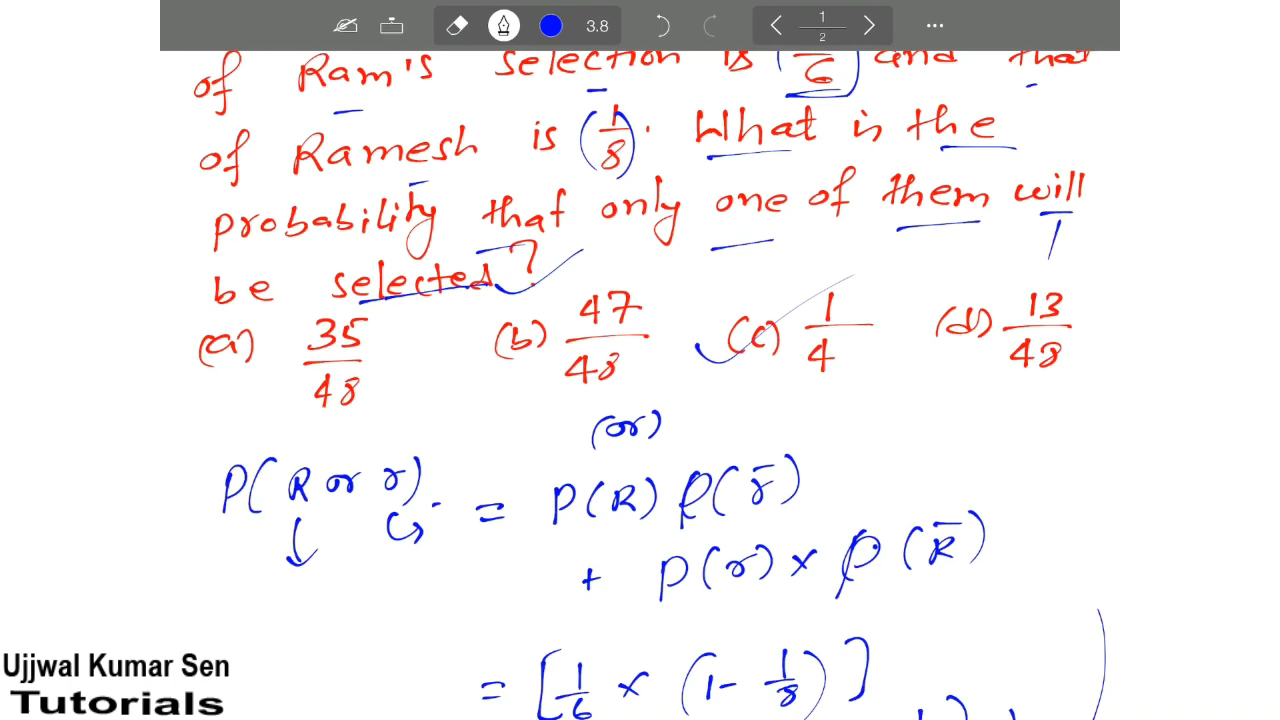 3.8
1
2
of Ram's selection is (1/6) and that
of Ramesh is (1/8). What is the
probability that only one of them will
be selected?
(a) 35/48 (b) 47/48 (c) 1/4 (d) 13/48
(or)
P(R or r) = P(R) P(r̄)
+ P(r) × P(R̄)
= [1/6 × (1 - 1/8)]
Ujjwal Kumar Sen
Tutorials